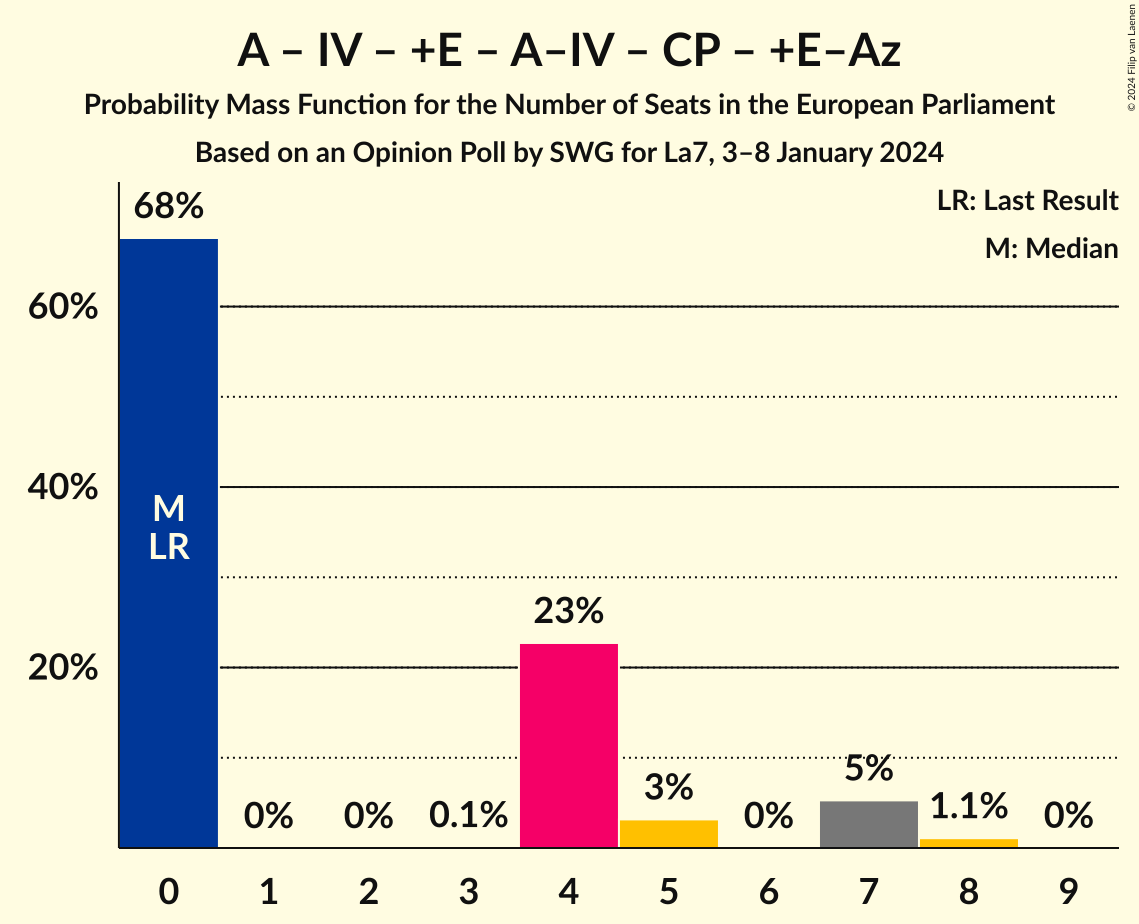 A – IV – +E – A–IV – CP – +E–Az
Probability Mass Function for the Number of Seats in the European Parliament
Based on an Opinion Poll by SWG for La7, 3–8 January 2024
© 2024 Filip van Laenen
LR: Last Result
M: Median
68%
60%
40%
20%
M
LR
0%
0%
0.1%
23%
3%
0%
5%
1.1%
0%
0 1 2 3 4 5 6 7 8 9